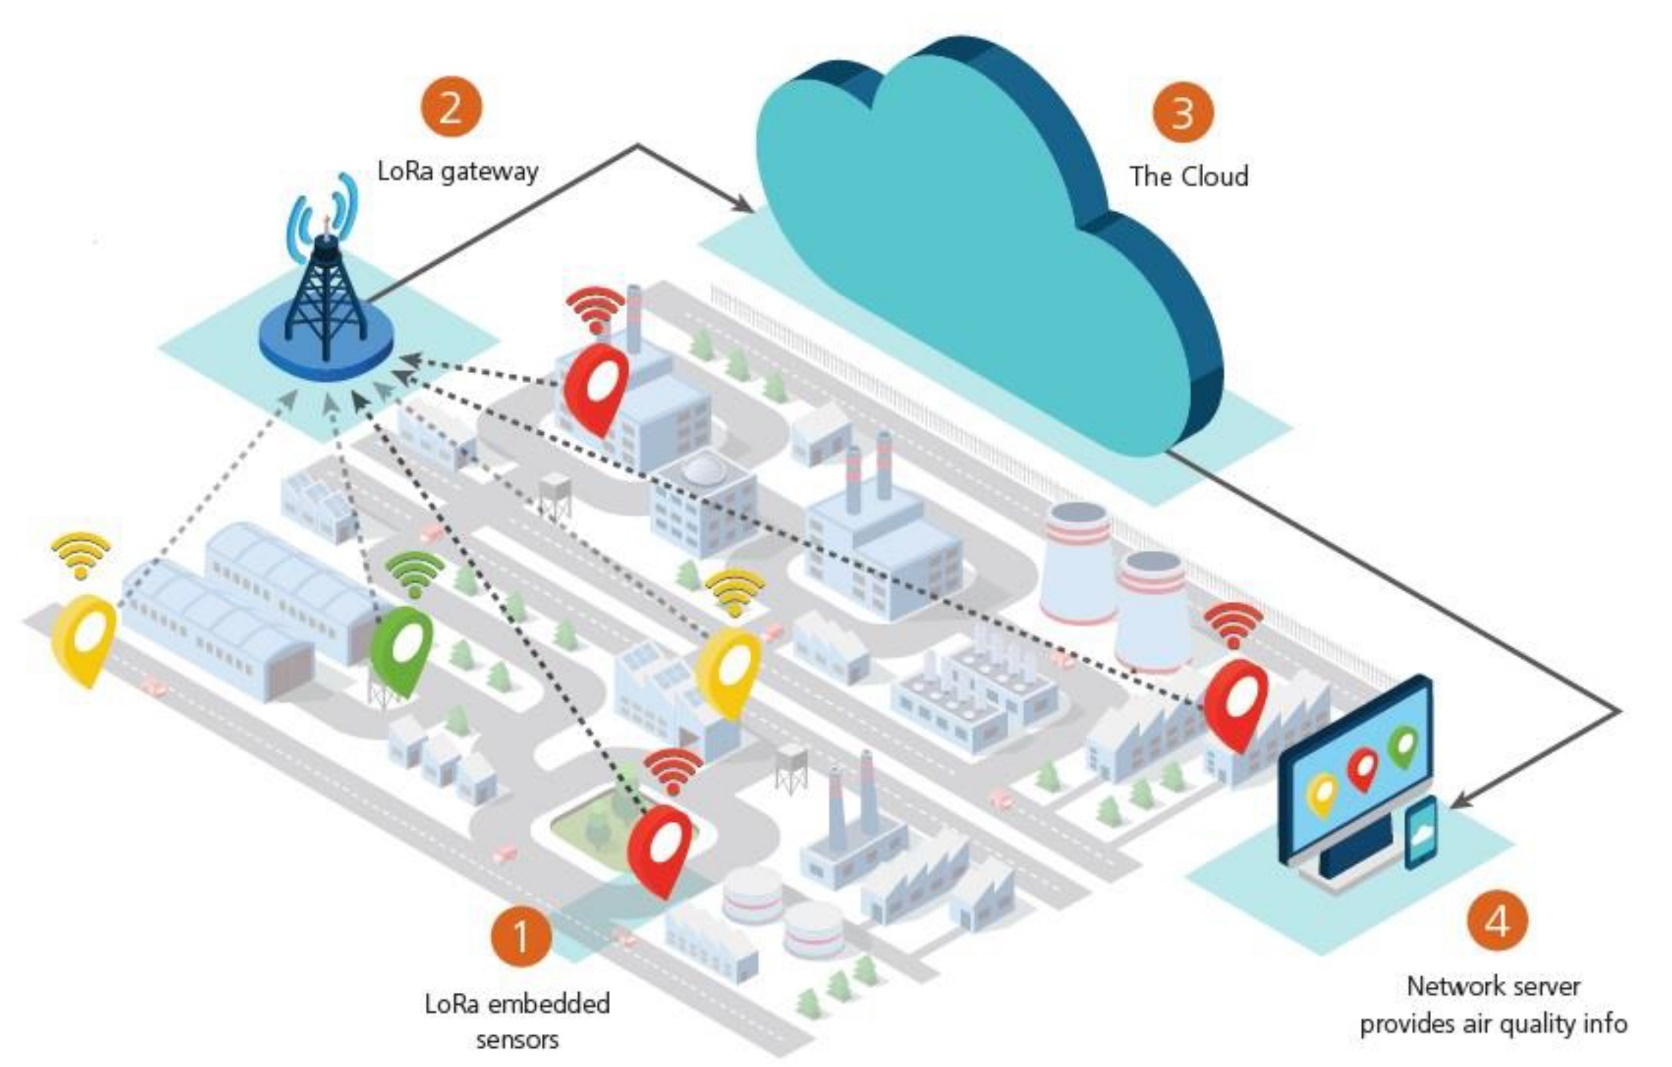 2
LoRa gateway
3
The Cloud
1
LoRa embedded
sensors
4
Network server
provides air quality info